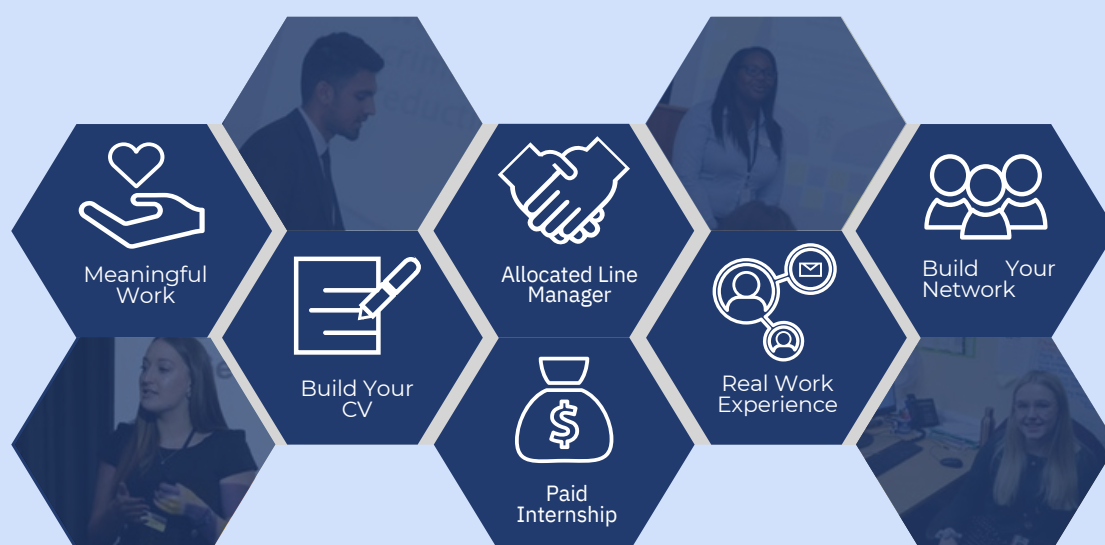 Meaningful
Work
Build Your
CV
Allocated Line
Manager
Paid
Internship
Real Work
Experience
Build Your
Network
$